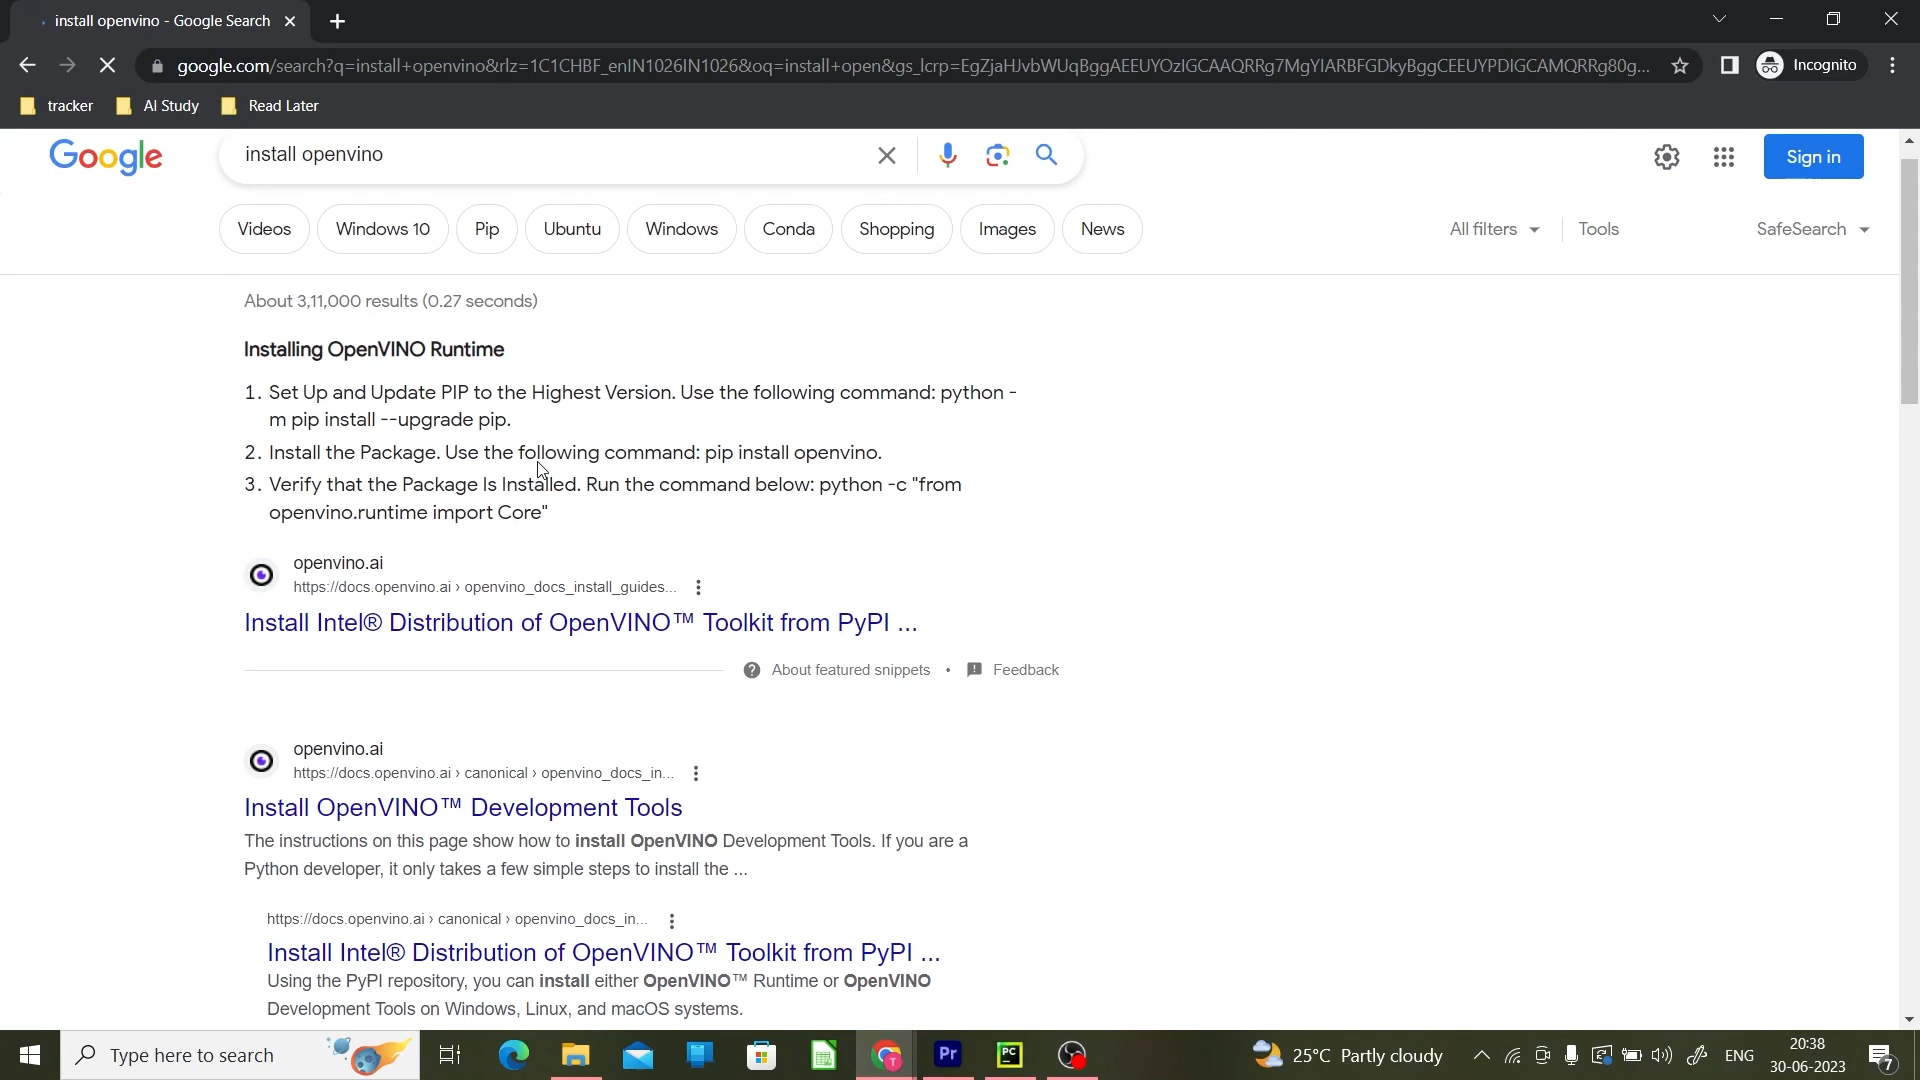 install openvino - Google Search
google.com/search?q=install+openvino&rlz=1C1CHBF_enIN1026IN1026&oq=install+open&gs_lcrp=EgZjaHJvbWUqBggAEEUYOzIGCAAQRRg7MgYIARBFGDkyBggCEEUYPDIGCAMQRRg80g...
Incognito
tracker
AI Study
Read Later
Google
install openvino
Sign in
Videos
Windows 10
Pip
Ubuntu
Windows
Conda
Shopping
Images
News
All filters
Tools
SafeSearch
About 3,11,000 results (0.27 seconds)
Installing OpenVINO Runtime
1. Set Up and Update PIP to the Highest Version. Use the following command: python -
m pip install --upgrade pip.
2. Install the Package. Use the following command: pip install openvino.
3. Verify that the Package Is Installed. Run the command below: python -c "from
openvino.runtime import Core"
openvino.ai
https://docs.openvino.ai › openvino_docs_install_guides...
Install Intel® Distribution of OpenVINO™ Toolkit from PyPI ...
About featured snippets • Feedback
openvino.ai
https://docs.openvino.ai › canonical › openvino_docs_in...
Install OpenVINO™ Development Tools
The instructions on this page show how to install OpenVINO Development Tools. If you are a
Python developer, it only takes a few simple steps to install the ...
https://docs.openvino.ai › canonical › openvino_docs_in...
Install Intel® Distribution of OpenVINO™ Toolkit from PyPI ...
Using the PyPI repository, you can install either OpenVINO™ Runtime or OpenVINO
Development Tools on Windows, Linux, and macOS systems.
Type here to search
Pr
PC
25°C Partly cloudy
ENG
20:38
30-06-2023
7